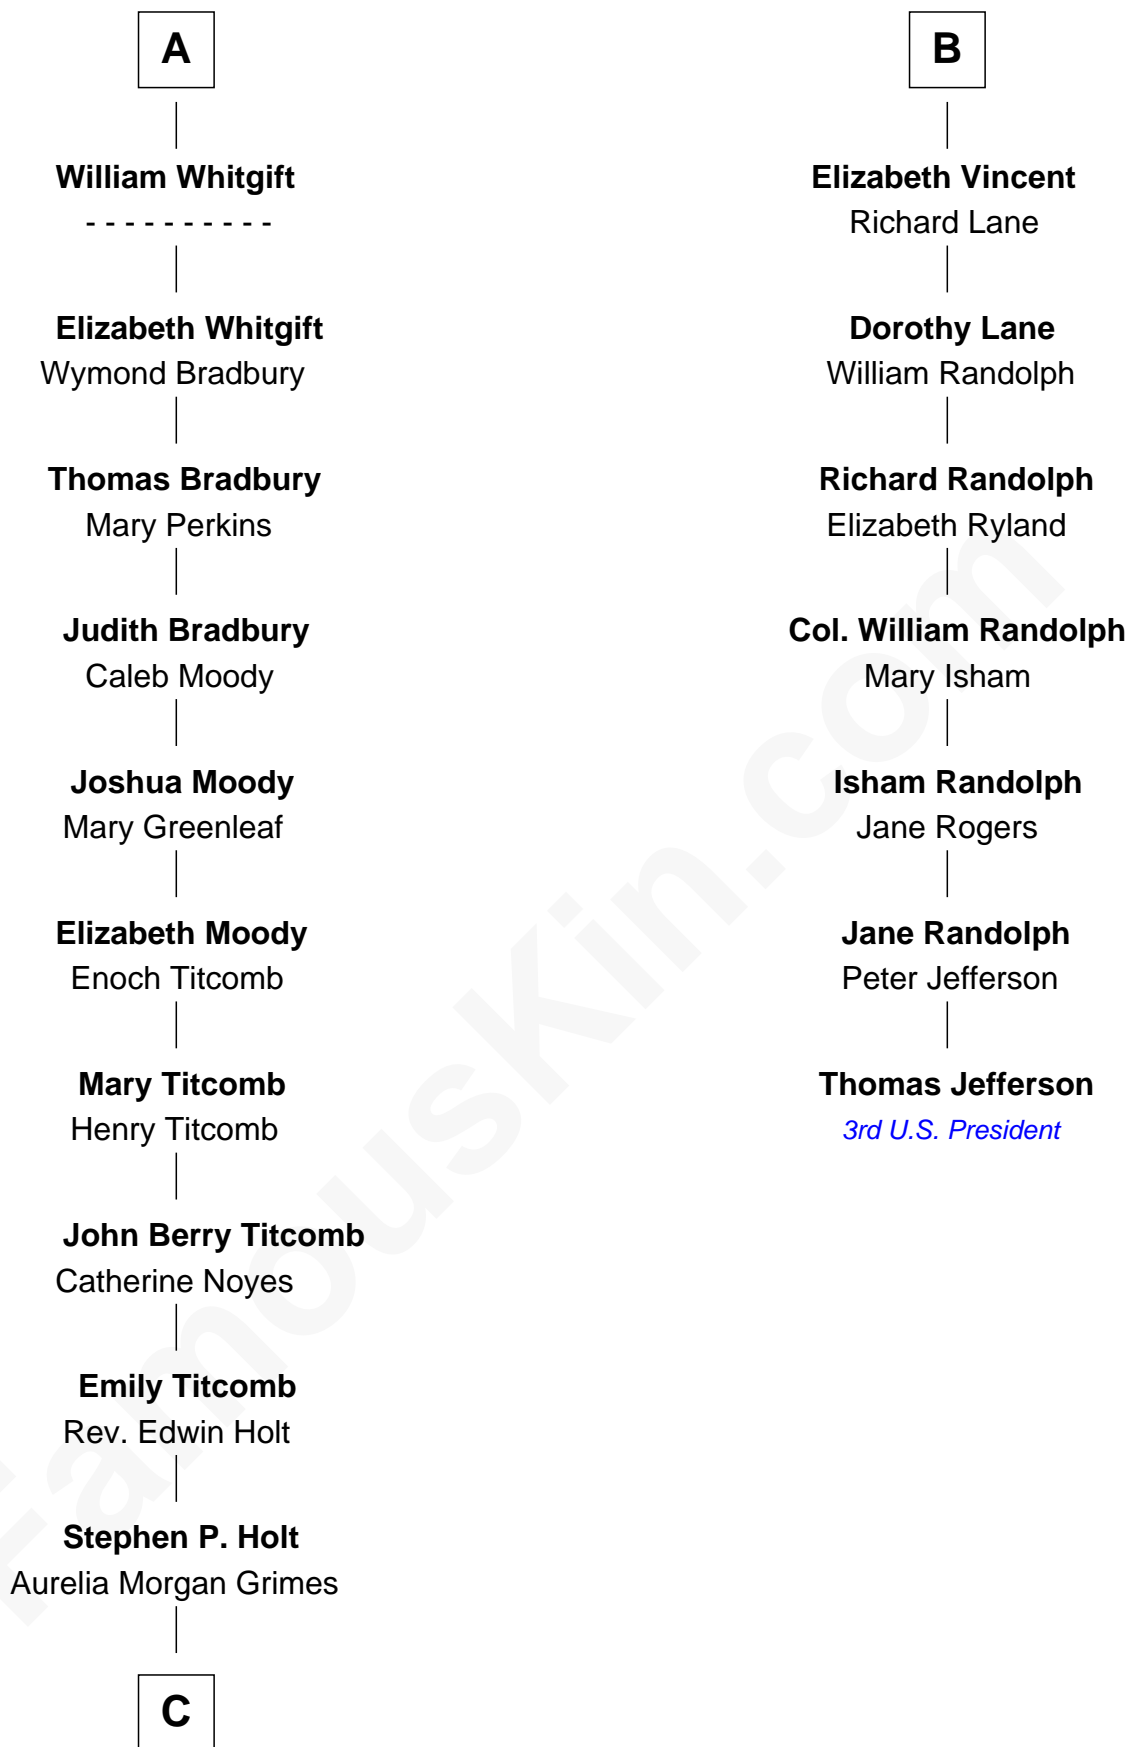 A
William Whitgift
- - - - - - - - - -
Elizabeth Whitgift
Wymond Bradbury
Thomas Bradbury
Mary Perkins
Judith Bradbury
Caleb Moody
Joshua Moody
Mary Greenleaf
Elizabeth Moody
Enoch Titcomb
Mary Titcomb
Henry Titcomb
John Berry Titcomb
Catherine Noyes
Emily Titcomb
Rev. Edwin Holt
Stephen P. Holt
Aurelia Morgan Grimes
C
B
Elizabeth Vincent
Richard Lane
Dorothy Lane
William Randolph
Richard Randolph
Elizabeth Ryland
Col. William Randolph
Mary Isham
Isham Randolph
Jane Rogers
Jane Randolph
Peter Jefferson
Thomas Jefferson
3rd U.S. President
FamousKin.com